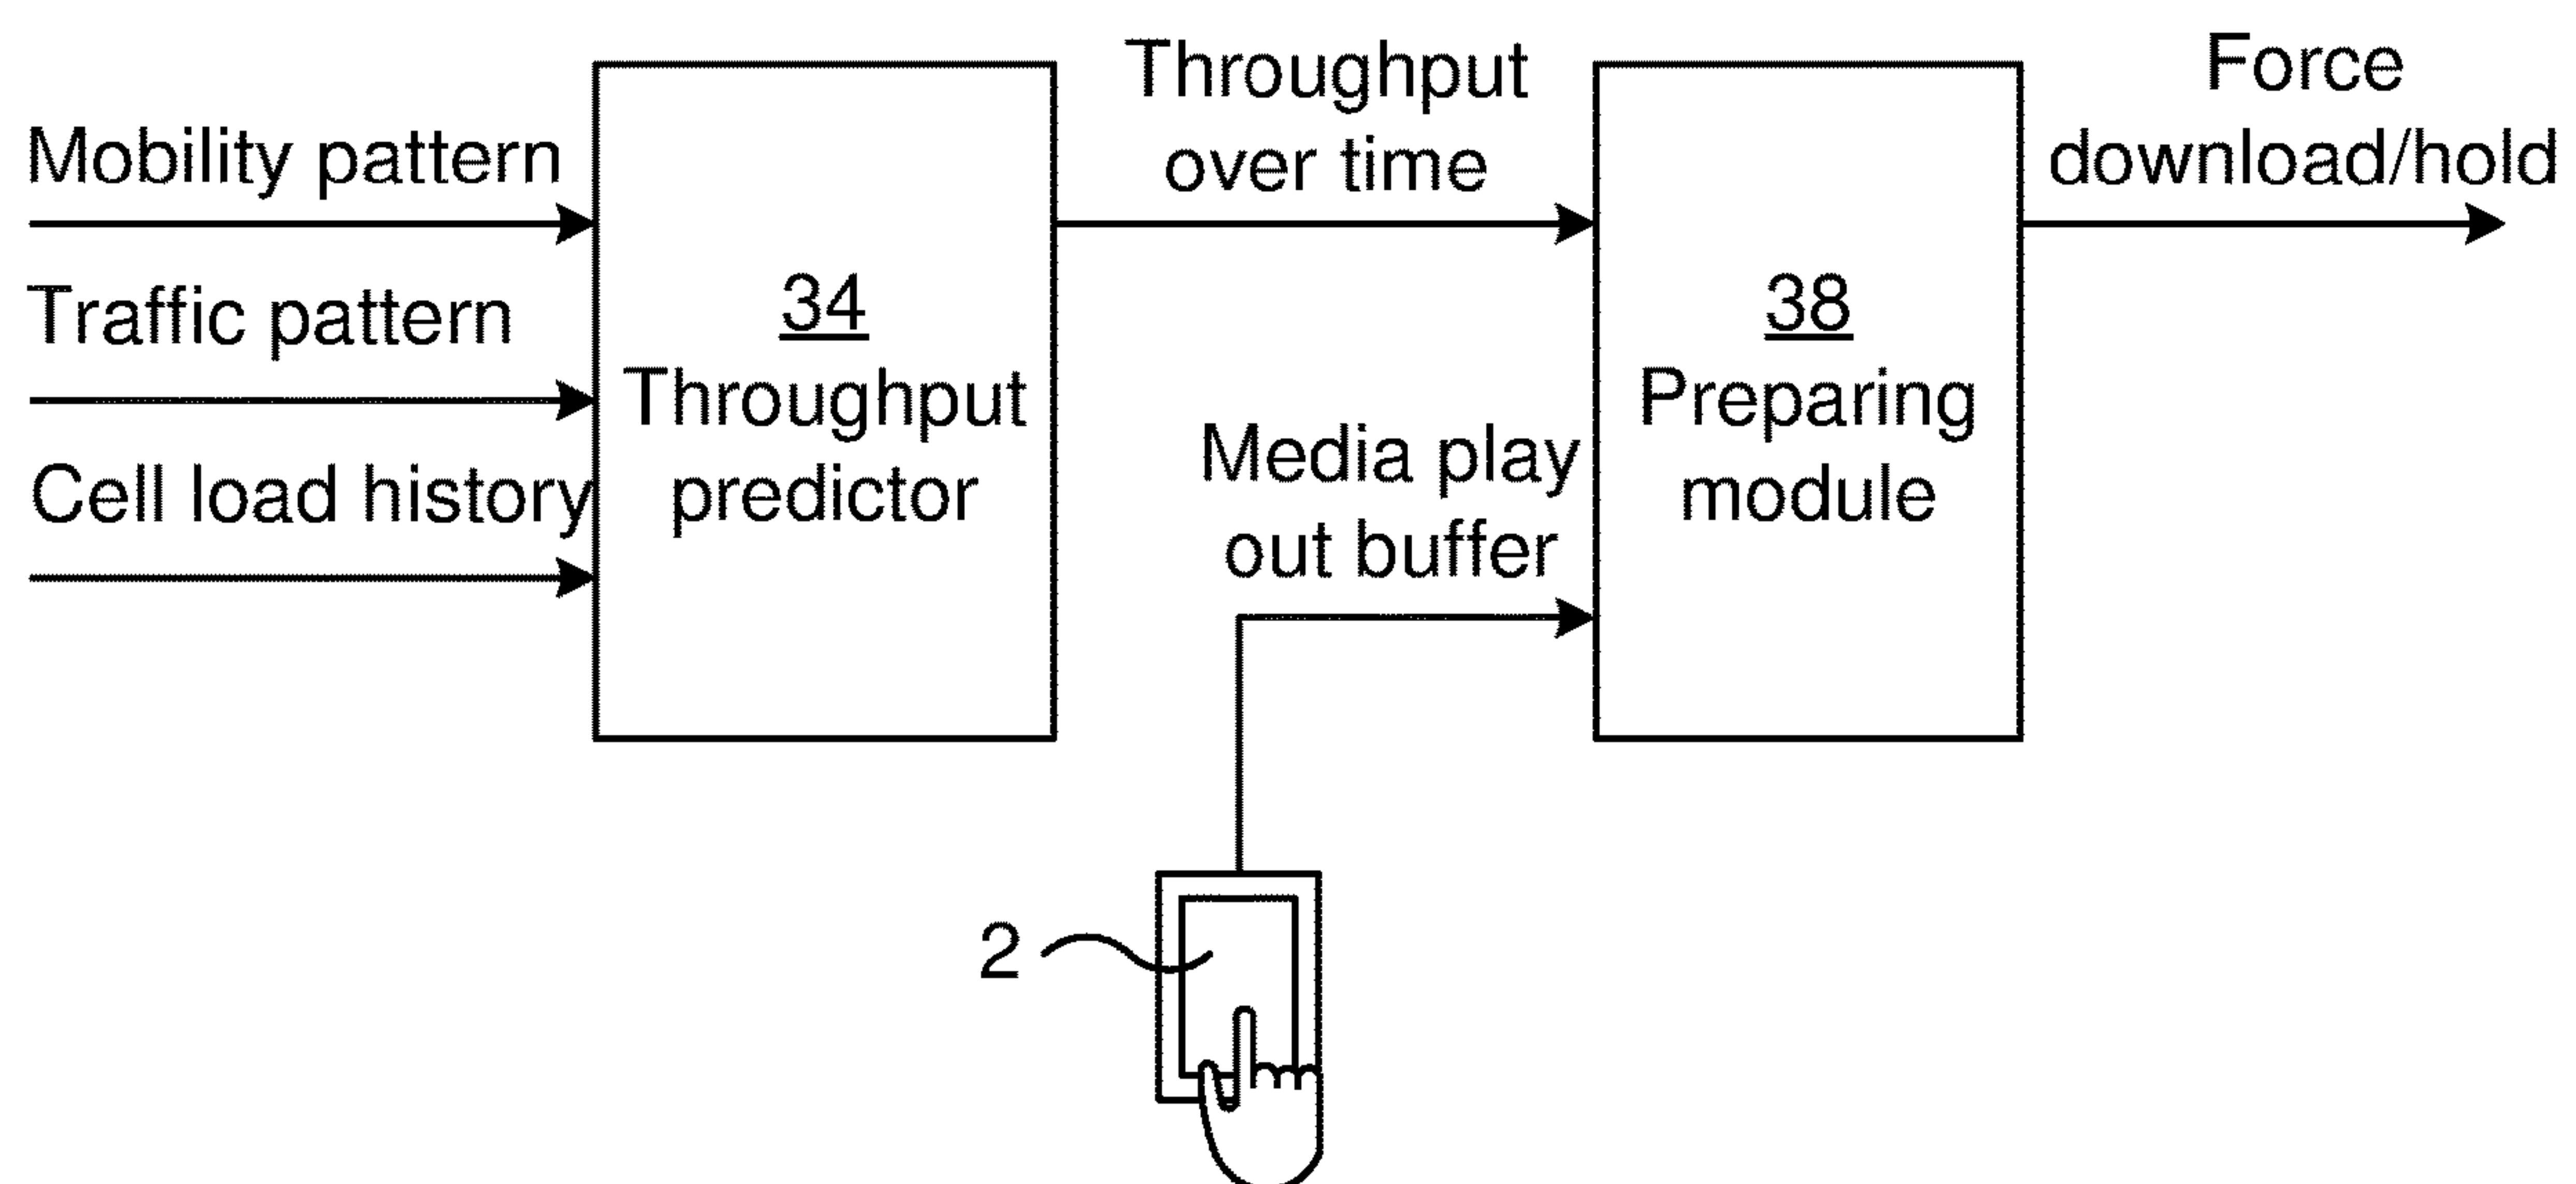 Mobility pattern
Traffic pattern
Cell load history
34
Throughput
predictor
Throughput
over time
Media play
out buffer
38
Preparing
module
Force
download/hold
2